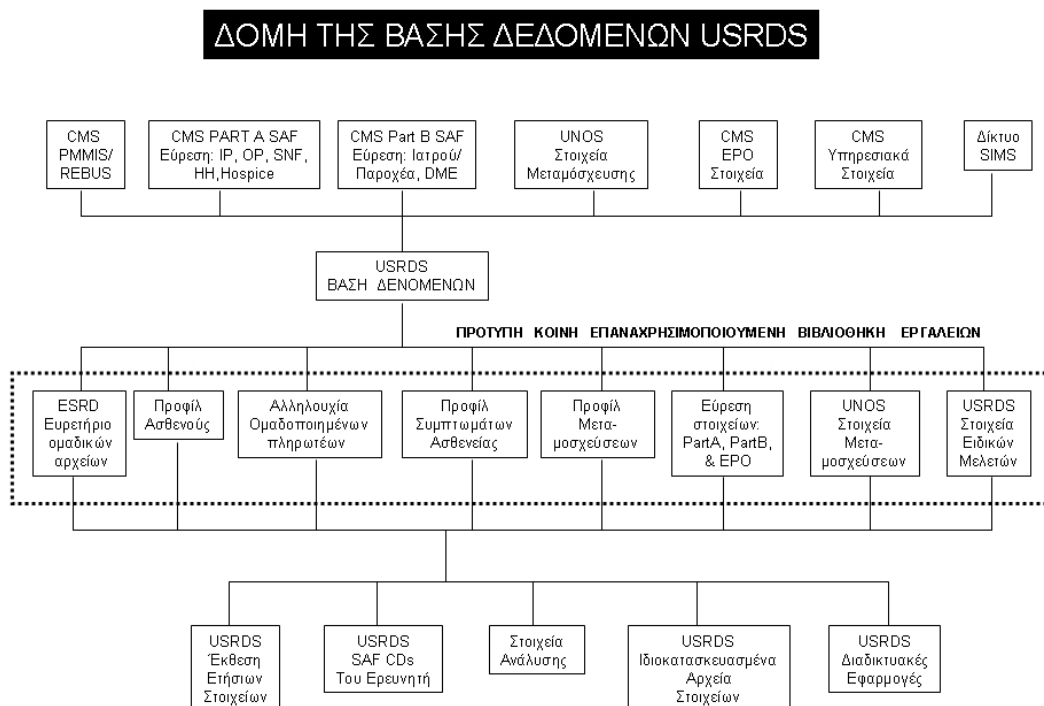 ΔΟΜΗ ΤΗΣ ΒΑΣΗΣ ΔΕΔΟΜΕΝΩΝ USRDS
CMS
PMMIS/
REBUS
CMS PART A SAF
Εύρεση: IP, OP, SNF,
HH,Hospice
CMS Part B SAF
Εύρεση: Ιατρού/
Παροχέα, DME
UNOS
Στοιχεία
Μεταμόσχευσης
CMS
EPO
Στοιχεία
CMS
Υπηρεσιακά
Στοιχεία
Δίκτυο
SIMS
USRDS
ΒΑΣΗ ΔΕΝΟΜΕΝΩΝ
ΠΡΟΤΥΠΗ ΚΟΙΝΗ ΕΠΑΝΑΧΡΗΣΙΜΟΠΟΙΟΥΜΕΝΗ ΒΙΒΛΙΟΘΗΚΗ ΕΡΓΑΛΕΙΩΝ
ESRD
Ευρετήριο
ομαδικών
αρχείων
Προφίλ
Ασθενούς
Αλληλουχία
Ομαδοποιημένων
πληρωτέων
Προφίλ
Συμπτωμάτων
Ασθενείας
Προφίλ
Μετα-
μοσχεύσεων
Εύρεση
στοιχείων:
PartA, PartB,
& EPO
UNOS
Στοιχεία
Μετα-
μοσχεύσεων
USRDS
Στοιχεία
Ειδικών
Μελετών
USRDS
Έκθεση
Ετήσιων
Στοιχείων
USRDS
SAF CDs
Του Ερευνητή
Στοιχεία
Ανάλυσης
USRDS
Ιδιοκατασκευασμένα
Αρχεία
Στοιχείων
USRDS
Διαδικτυακές
Εφαρμογές